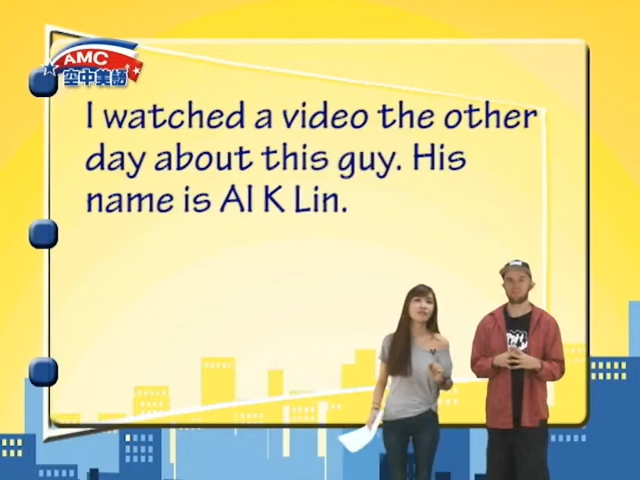 AMC
空中美語
I watched a video the other
day about this guy. His
name is Al K Lin.